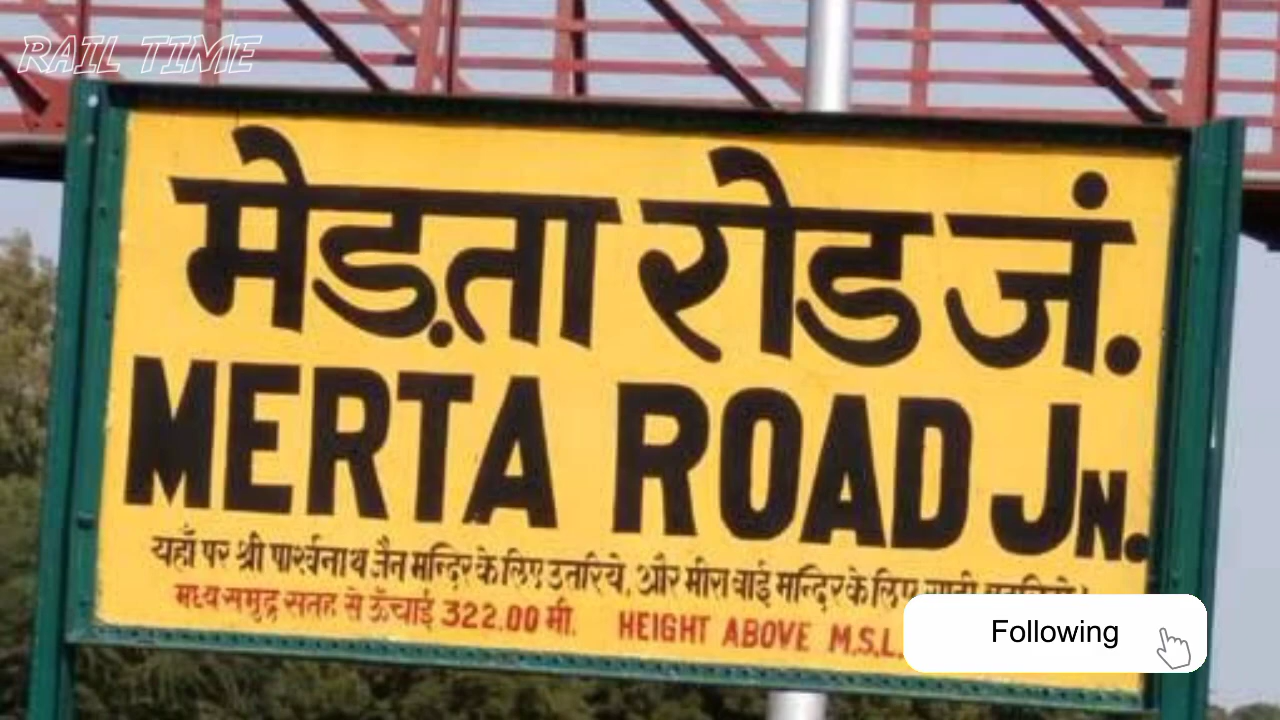 RAIL TIME
मेड़ता रोड जं.
MERTA ROAD JN.
यहाँ पर श्री पार्श्वनाथ जैन मन्दिर के लिए उतरिये, और मीरा बाई मन्दिर के लिए
मध्य समुद्र सतह से ऊँचाई 322.00 मी. HEIGHT ABOVE M.S.L.
Following